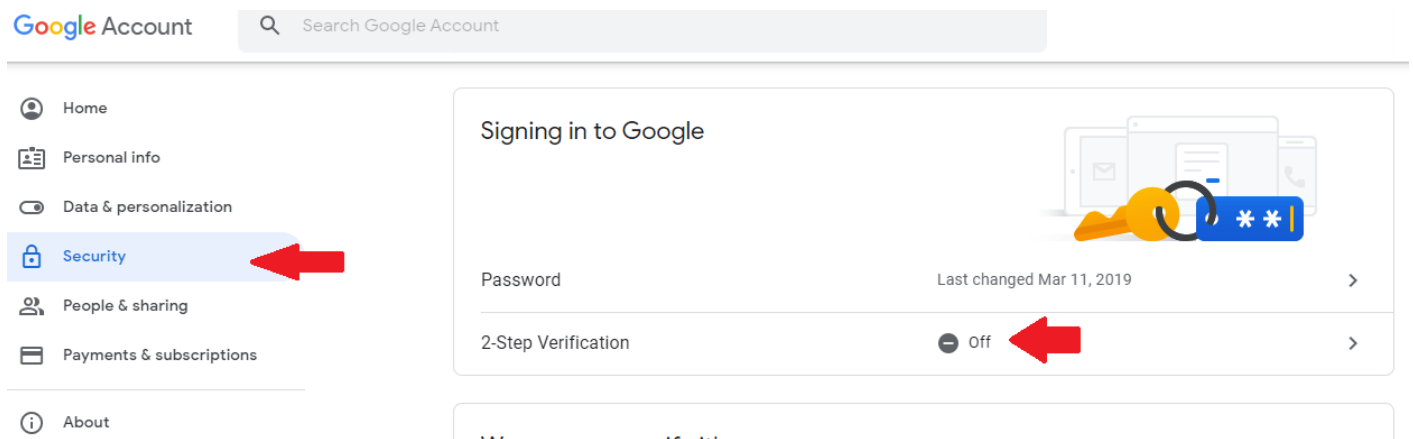 Google Account
Search Google Account
Home
Personal info
Data & personalization
Security
People & sharing
Payments & subscriptions
About
Signing in to Google
**
Password
Last changed Mar 11, 2019
2-Step Verification
Off